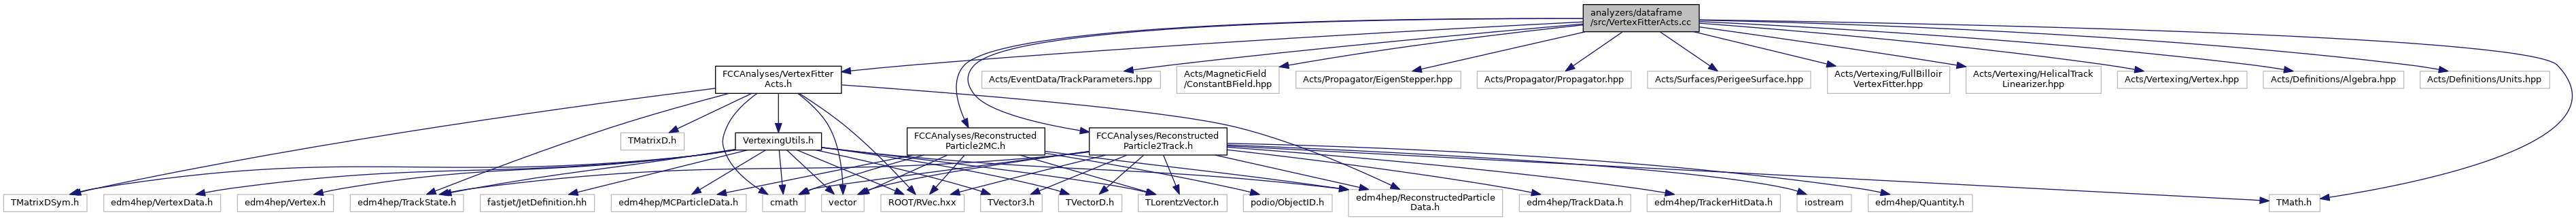 analyzers/dataframe
/src/VertexFitterActs.cc
FCCAnalyses/VertexFitter
Acts.h
Acts/EventData/TrackParameters.hpp
Acts/MagneticField
/ConstantBField.hpp
Acts/Propagator/EigenStepper.hpp
Acts/Propagator/Propagator.hpp
Acts/Surfaces/PerigeeSurface.hpp
Acts/Vertexing/FullBilloir
VertexFitter.hpp
Acts/Vertexing/HelicalTrack
Linearizer.hpp
Acts/Vertexing/Vertex.hpp
Acts/Definitions/Algebra.hpp
Acts/Definitions/Units.hpp
TMatrixD.h
VertexingUtils.h
FCCAnalyses/Reconstructed
Particle2MC.h
FCCAnalyses/Reconstructed
Particle2Track.h
TMatrixDSym.h
edm4hep/VertexData.h
edm4hep/Vertex.h
edm4hep/TrackState.h
fastjet/JetDefinition.hh
edm4hep/MCParticleData.h
cmath
vector
ROOT/RVec.hxx
TVector3.h
TVectorD.h
TLorentzVector.h
podio/ObjectID.h
edm4hep/ReconstructedParticle
Data.h
edm4hep/TrackData.h
edm4hep/TrackerHitData.h
iostream
edm4hep/Quantity.h
TMath.h